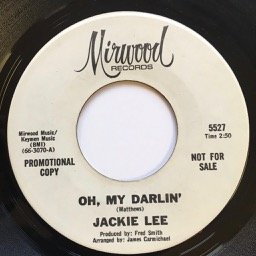 Mirwood
RECORDS
Mirwood Music/
Keymen Music
(BMI)
(66-3070-A)
PROMOTIONAL
COPY
5527
Time 2:50
NOT FOR
SALE
OH, MY DARLIN'
(Matthews)
JACKIE LEE
Produced by: Fred Smith
Arranged by: James Carmichael